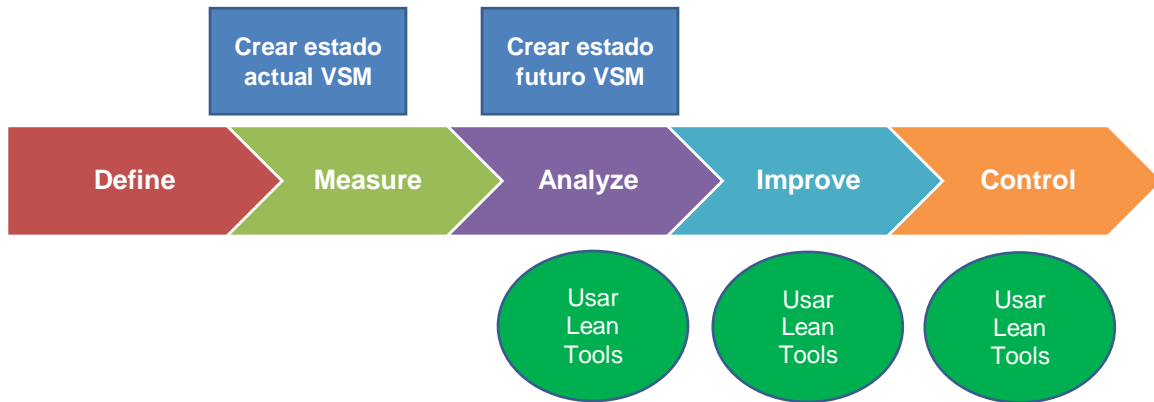 Crear estado
actual VSM
Crear estado
futuro VSM
Define
Measure
Analyze
Improve
Control
Usar
Lean
Tools
Usar
Lean
Tools
Usar
Lean
Tools